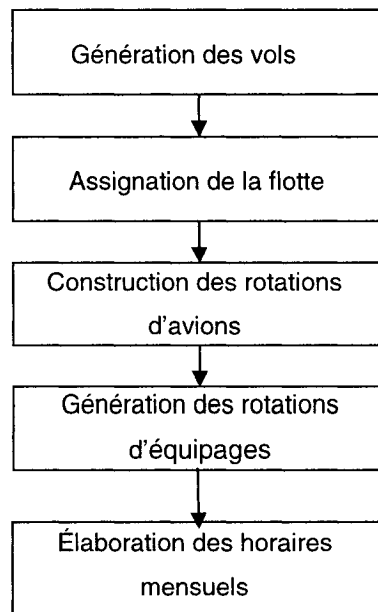 Génération des vols
Assignation de la flotte
Construction des rotations
d'avions
Génération des rotations
d'équipages
Élaboration des horaires
mensuels